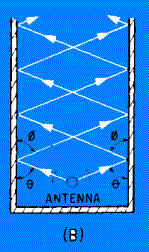 Ø Ø
θ θ
ANTENNA
(B)